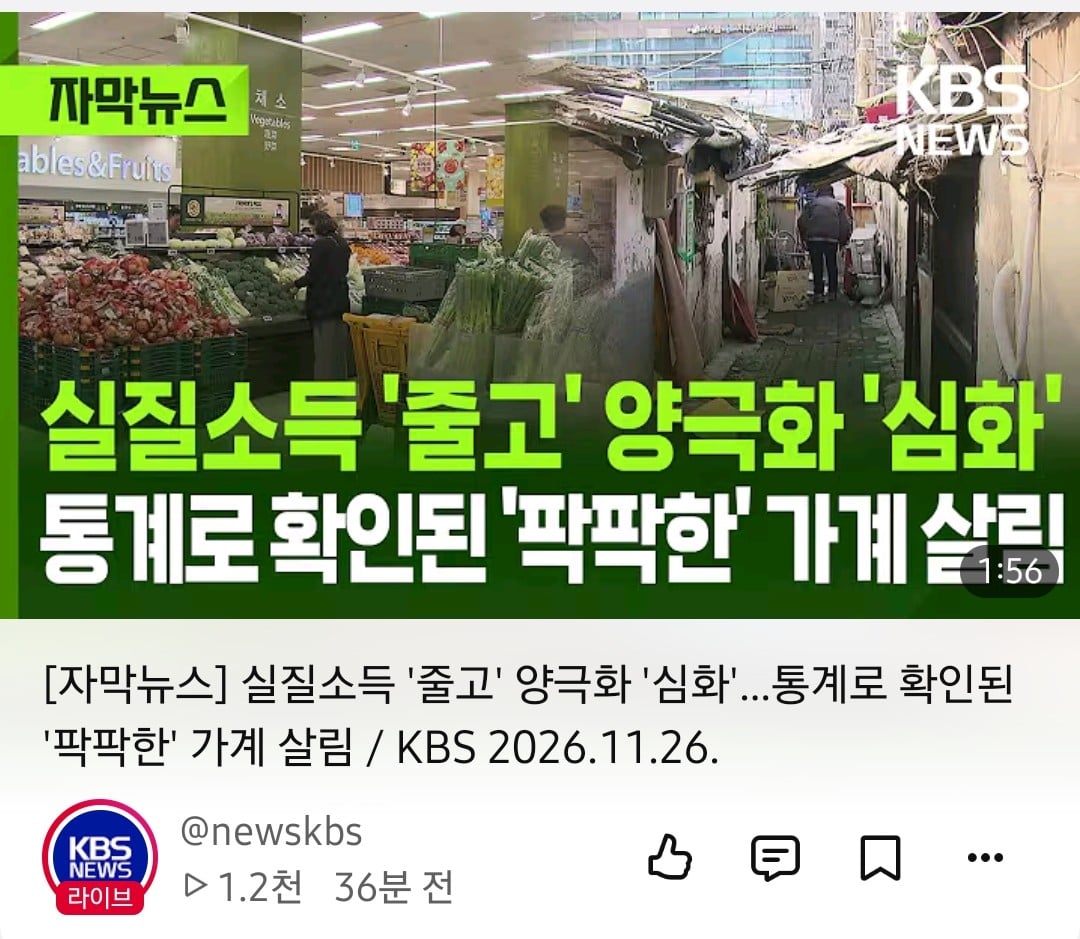 자막뉴스
KBS
NEWS
채 소
Vegetables
ables&Fruits
실질소득 '줄고' 양극화 '심화'
통계로 확인된 '팍팍한' 가계 살림
1:56
[자막뉴스] 실질소득 '줄고' 양극화 '심화'...통계로 확인된
'팍팍한' 가계 살림 / KBS 2026.11.26.
KBS
NEWS
라이브
@newskbs
1.2천 36분 전